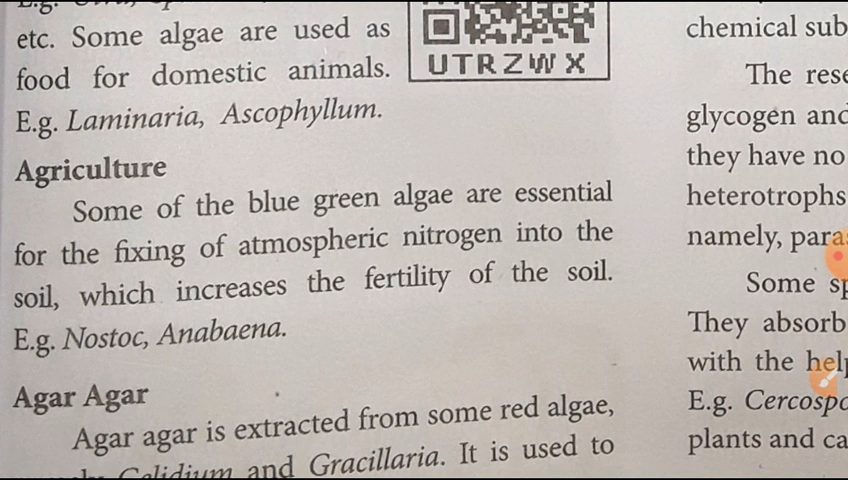 E.g.
etc. Some algae are used as
food for domestic animals.
E.g. Laminaria, Ascophyllum.
UTRZWX
Agriculture
Some of the blue green algae are essential
for the fixing of atmospheric nitrogen into the
soil, which increases the fertility of the soil.
E.g. Nostoc, Anabaena.
Agar Agar
Agar agar is extracted from some red algae,
and Gracillaria. It is used to
chemical sub
The rese
glycogen and
they have no
heterotrophs
namely, para
Some sp
They absorb
with the help
E.g. Cercospo
plants and ca